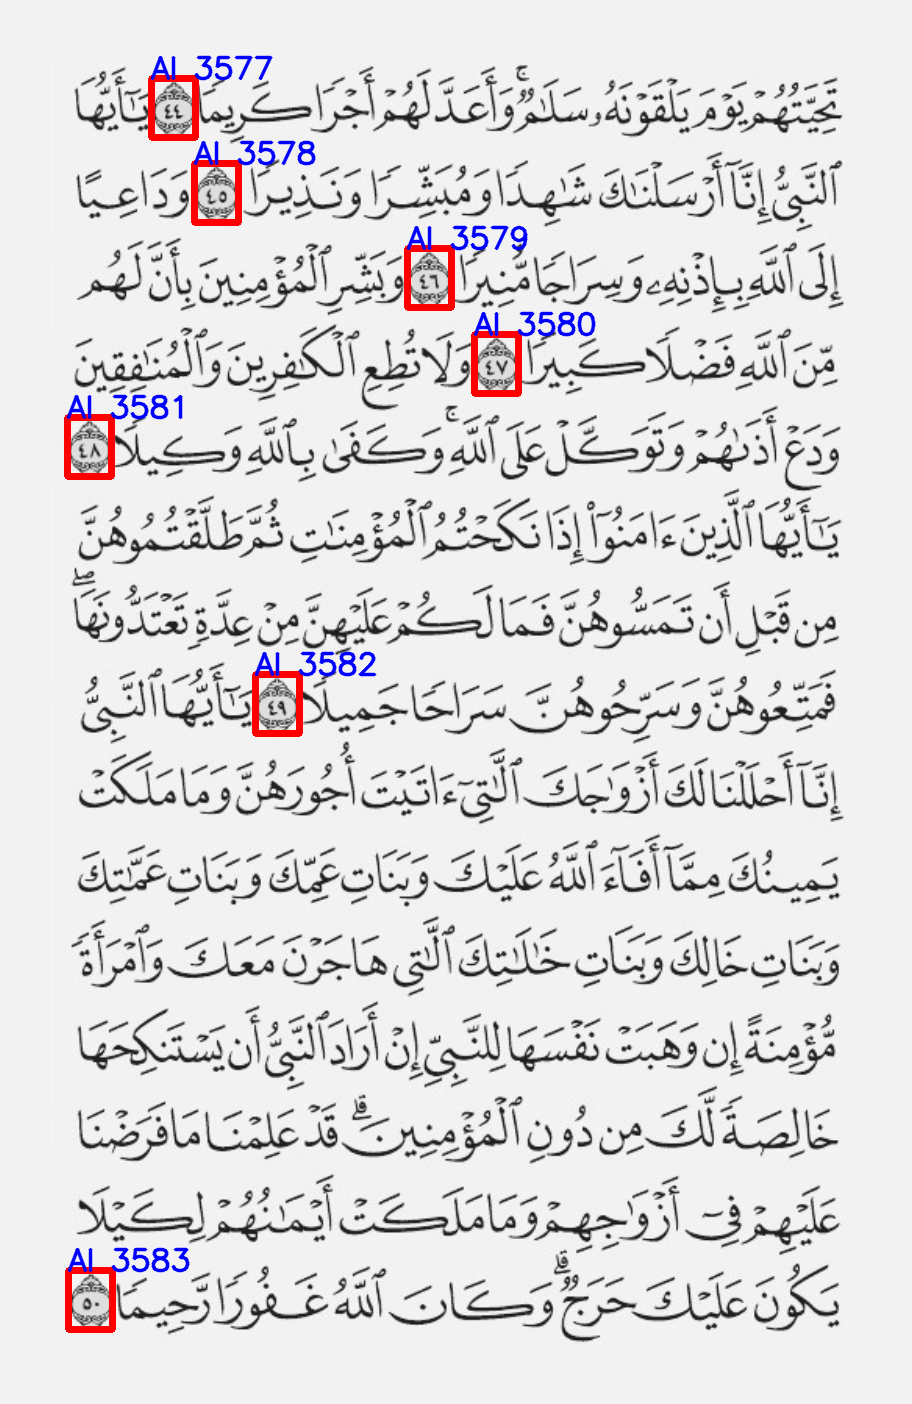 AI_3577
تَحِيَّتُهُمْ يَوْمَ يَلْقَوْنَهُۥ سَلَـٰمٌ ۚ وَأَعَدَّ لَهُمْ أَجْرًا كَرِيمًا ٤٤ يَـٰٓأَيُّهَا
AI_3578
ٱلنَّبِىُّ إِنَّآ أَرْسَلْنَـٰكَ شَـٰهِدًا وَمُبَشِّرًا وَنَذِيرًا ٤٥ وَدَاعِيًا
AI_3579
إِلَى ٱللَّهِ بِإِذْنِهِۦ وَسِرَاجًا مُّنِيرًا ٤٦ وَبَشِّرِ ٱلْمُؤْمِنِينَ بِأَنَّ لَهُم
AI_3580
مِّنَ ٱللَّهِ فَضْلًا كَبِيرًا ٤٧ وَلَا تُطِعِ ٱلْكَـٰفِرِينَ وَٱلْمُنَـٰفِقِينَ
AI_3581
وَدَعْ أَذَىٰهُمْ وَتَوَكَّلْ عَلَى ٱللَّهِ ۚ وَكَفَىٰ بِٱللَّهِ وَكِيلًا ٤٨
يَـٰٓأَيُّهَا ٱلَّذِينَ ءَامَنُوٓا۟ إِذَا نَكَحْتُمُ ٱلْمُؤْمِنَـٰتِ ثُمَّ طَلَّقْتُمُوهُنَّ
مِن قَبْلِ أَن تَمَسُّوهُنَّ فَمَا لَكُمْ عَلَيْهِنَّ مِنْ عِدَّةٍ تَعْتَدُّونَهَا ۖ
AI_3582
فَمَتِّعُوهُنَّ وَسَرِّحُوهُنَّ سَرَاحًا جَمِيلًا ٤٩ يَـٰٓأَيُّهَا ٱلنَّبِىُّ
إِنَّآ أَحْلَلْنَا لَكَ أَزْوَٰجَكَ ٱلَّـٰتِىٓ ءَاتَيْتَ أُجُورَهُنَّ وَمَا مَلَكَتْ
يَمِينُكَ مِمَّآ أَفَآءَ ٱللَّهُ عَلَيْكَ وَبَنَاتِ عَمِّكَ وَبَنَاتِ عَمَّـٰتِكَ
وَبَنَاتِ خَالِكَ وَبَنَاتِ خَـٰلَـٰتِكَ ٱلَّـٰتِى هَاجَرْنَ مَعَكَ وَٱمْرَأَةً
مُّؤْمِنَةً إِن وَهَبَتْ نَفْسَهَا لِلنَّبِىِّ إِنْ أَرَادَ ٱلنَّبِىُّ أَن يَسْتَنكِحَهَا
خَالِصَةً لَّكَ مِن دُونِ ٱلْمُؤْمِنِينَ ۗ قَدْ عَلِمْنَا مَا فَرَضْنَا
عَلَيْهِمْ فِىٓ أَزْوَٰجِهِمْ وَمَا مَلَكَتْ أَيْمَـٰنُهُمْ لِكَيْلَا
AI_3583
يَكُونَ عَلَيْكَ حَرَجٌ ۗ وَكَانَ ٱللَّهُ غَفُورًا رَّحِيمًا ٥٠